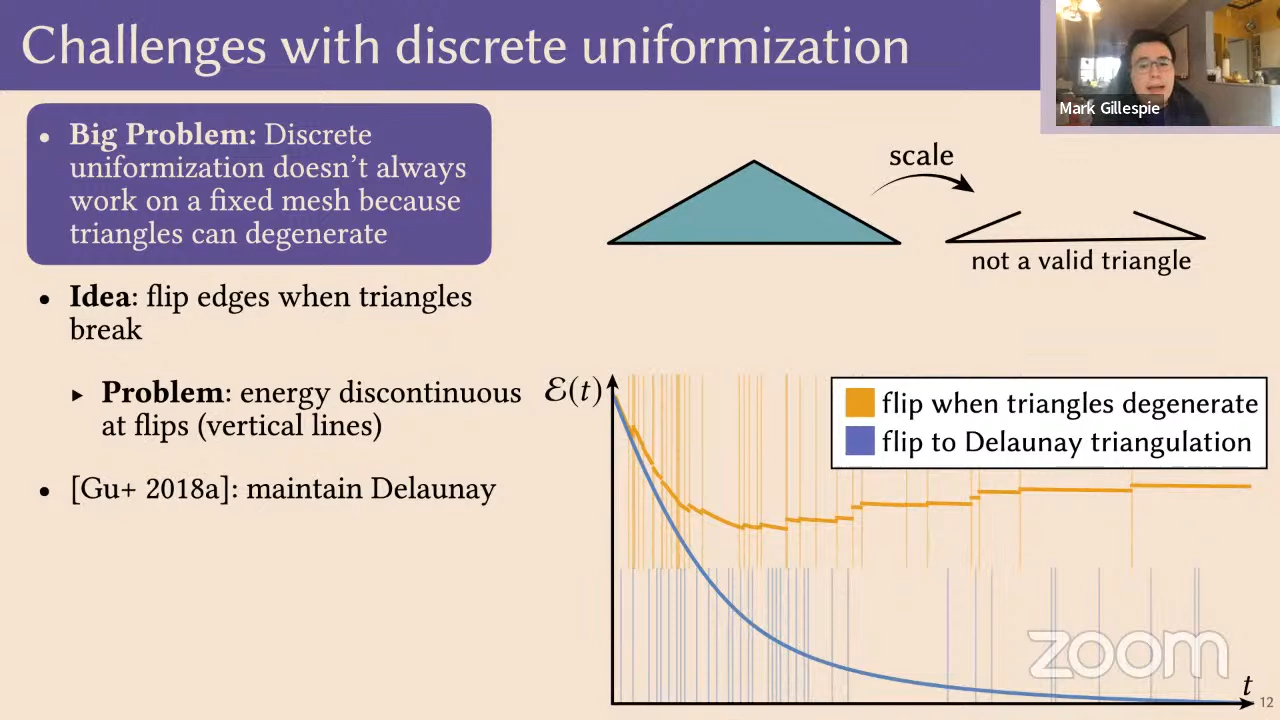 Challenges with discrete uniformization
Mark Gillespie
• Big Problem: Discrete
uniformization doesn’t always
work on a fixed mesh because
triangles can degenerate
scale
not a valid triangle
• Idea: flip edges when triangles
break
▸ Problem: energy discontinuous
at flips (vertical lines)
• [Gu+ 2018a]: maintain Delaunay
ℰ(t)
flip when triangles degenerate
flip to Delaunay triangulation
zoom
t
12